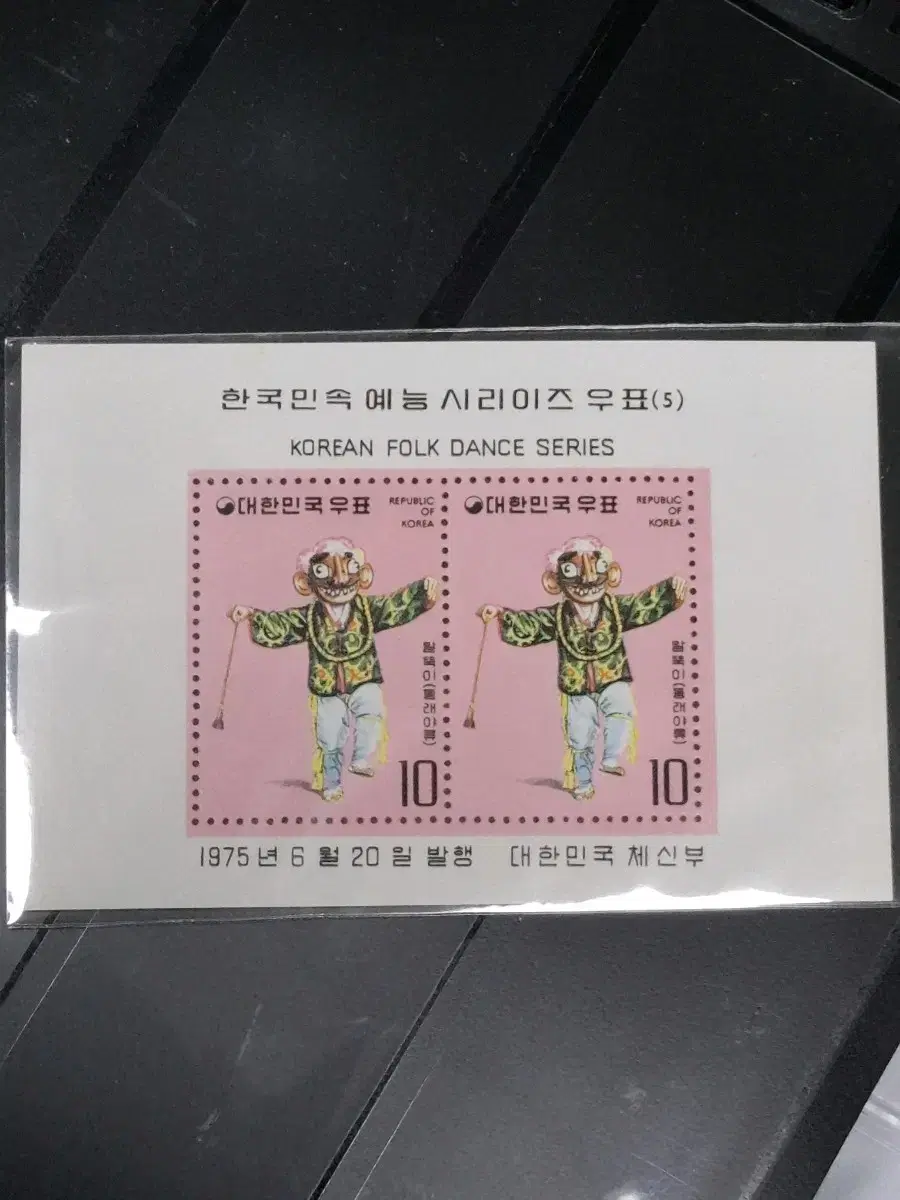 한국민속 예능 시리이즈 우표(5)
KOREAN FOLK DANCE SERIES
대한민국우표
REPUBLIC
OF
KOREA
말뚝이(동래야류)
10
대한민국우표
REPUBLIC
OF
KOREA
말뚝이(동래야류)
10
1975년 6월 20일 발행 대한민국 체신부